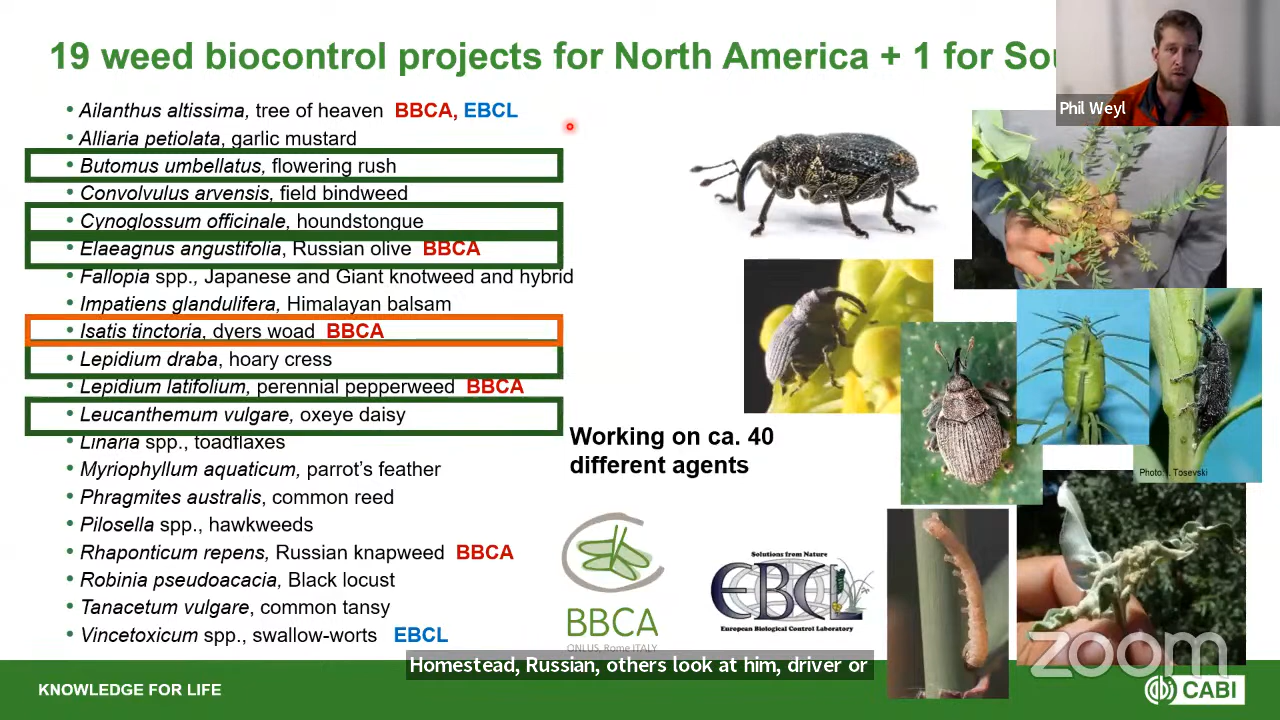 19 weed biocontrol projects for North America + 1 for Sou
Phil Weyl
• Ailanthus altissima, tree of heaven BBCA, EBCL
• Alliaria petiolata, garlic mustard
• Butomus umbellatus, flowering rush
• Convolvulus arvensis, field bindweed
• Cynoglossum officinale, houndstongue
• Elaeagnus angustifolia, Russian olive BBCA
• Fallopia spp., Japanese and Giant knotweed and hybrid
• Impatiens glandulifera, Himalayan balsam
• Isatis tinctoria, dyers woad BBCA
• Lepidium draba, hoary cress
• Lepidium latifolium, perennial pepperweed BBCA
• Leucanthemum vulgare, oxeye daisy
• Linaria spp., toadflaxes
• Myriophyllum aquaticum, parrot's feather
• Phragmites australis, common reed
• Pilosella spp., hawkweeds
• Rhaponticum repens, Russian knapweed BBCA
• Robinia pseudoacacia, Black locust
• Tanacetum vulgare, common tansy
• Vincetoxicum spp., swallow-worts EBCL
Working on ca. 40
different agents
Photo: I. Tosevski
BBCA
ONLUS, Rome ITALY
Solutions from Nature
EBCL
European Biological Control Laboratory
Homestead, Russian, others look at him, driver or
zoom
KNOWLEDGE FOR LIFE
CABI